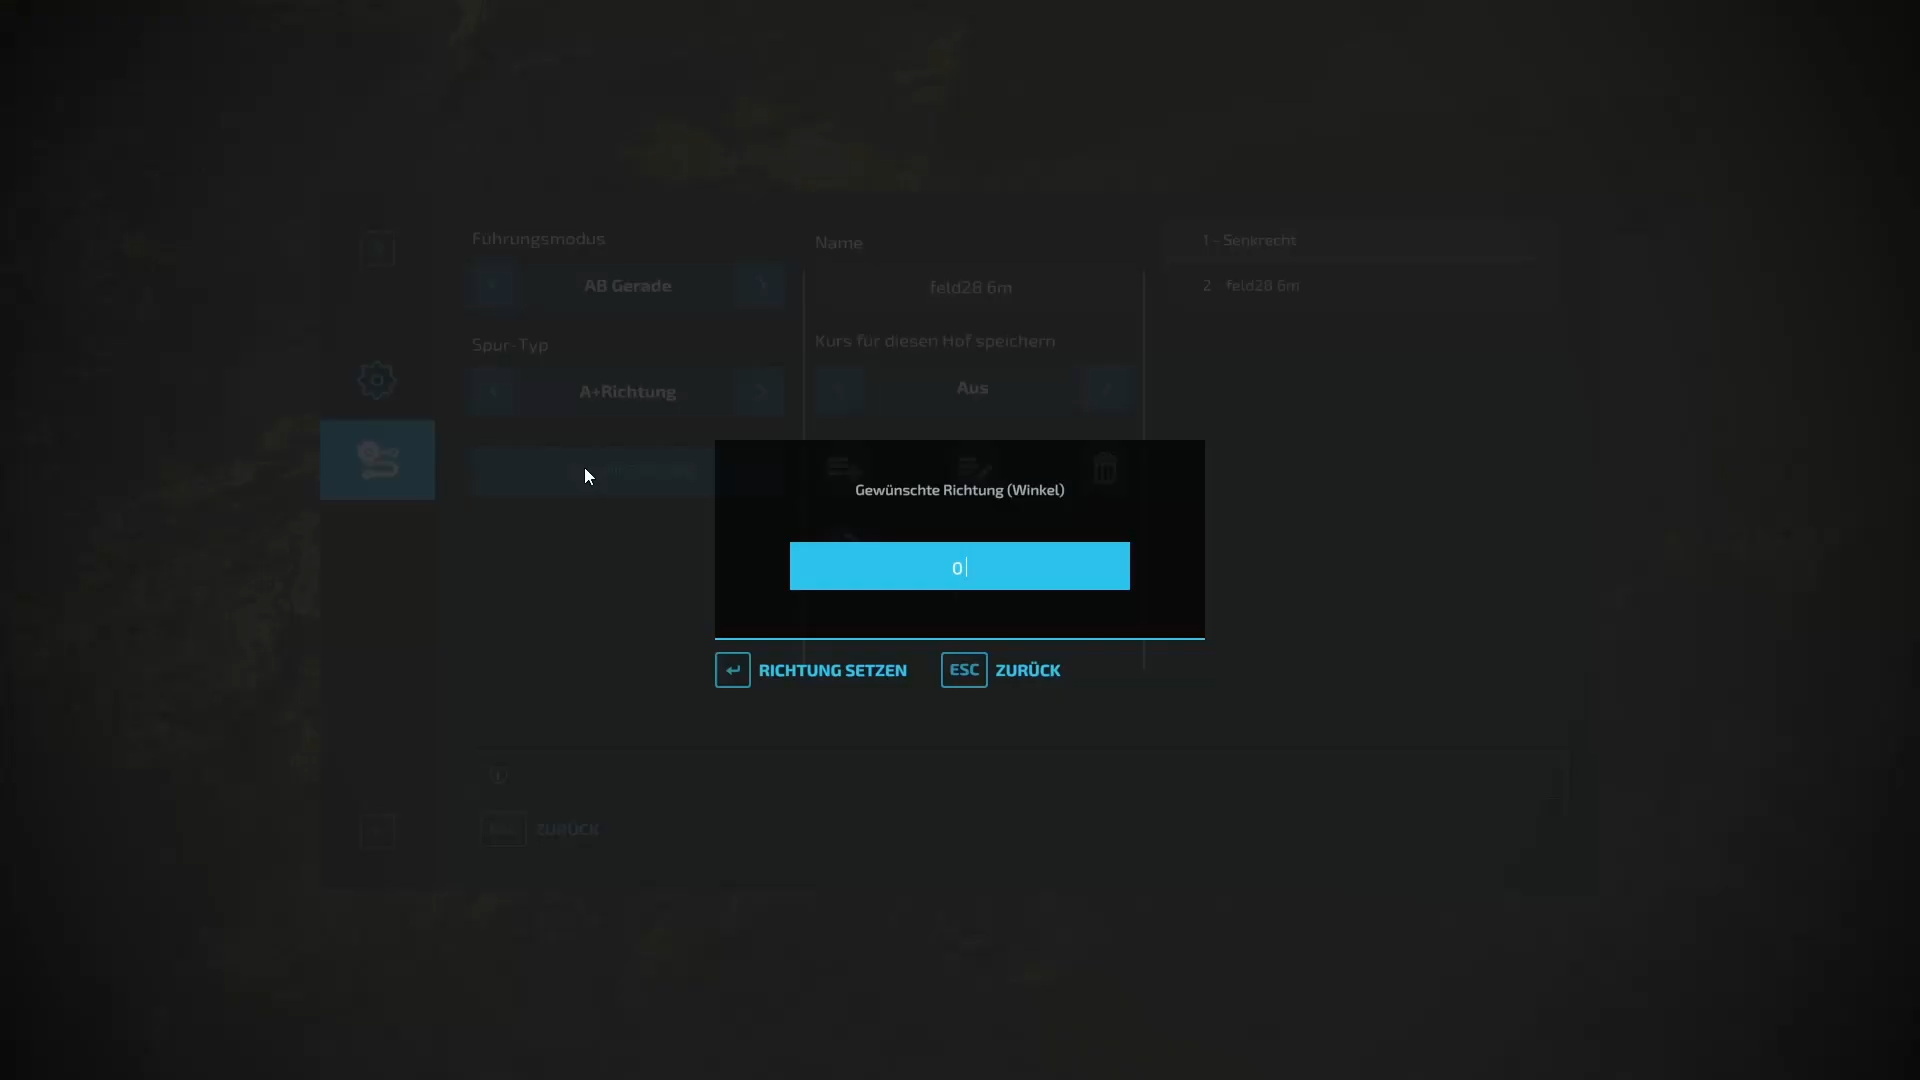 Führungsmodus
AB Gerade
Spur-Typ
A+Richtung
Name
feld28 6m
Kurs für diesen Hof speichern
Aus
1 - Senkrecht
2 - feld28 6m
Gewünschte Richtung (Winkel)
0
RICHTUNG SETZEN
ESC ZURÜCK
ZURÜCK